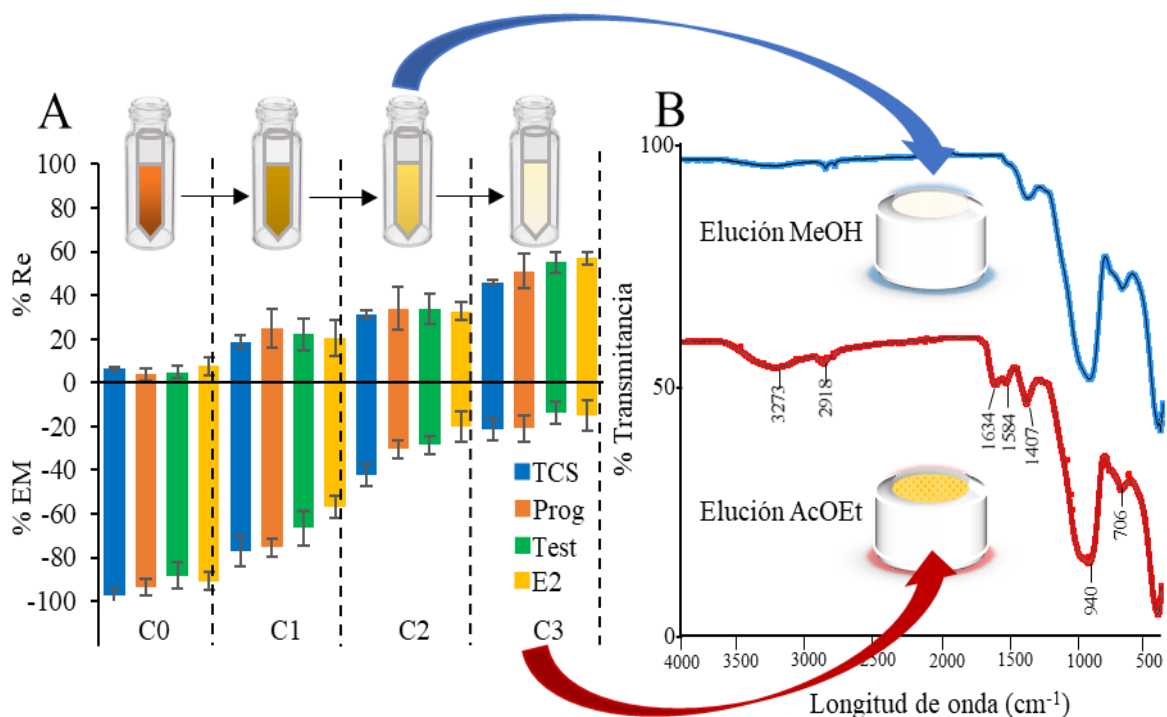 A
% Re
% EM
100
80
60
40
20
0
-20
-40
-60
-80
-100
TCS
Prog
Test
E2
C0
C1
C2
C3
B
% Transmitancia
100
50
0
Elución MeOH
Elución AcOEt
3273
2918
1634
1584
1407
940
706
4000
3500
3000
2500
2000
1500
1000
500
Longitud de onda (cm⁻¹)